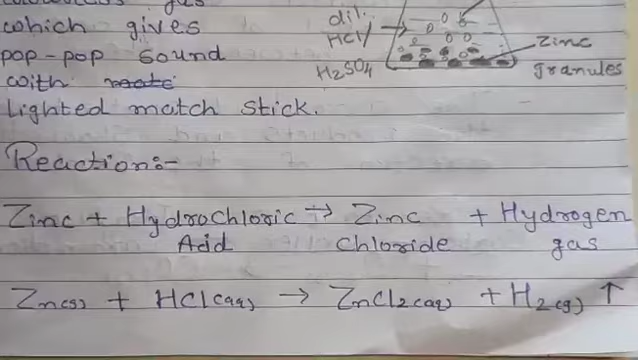 gas
which gives
pop-pop sound
with
Lighted match stick.
dil.
HCl/
H₂SO₄
Zinc
granules
Reaction:-
Zinc + Hydrochloric → Zinc + Hydrogen
Acid Chloride gas
Zn(s) + HCl(aq) → ZnCl₂(aq) + H₂(g) ↑